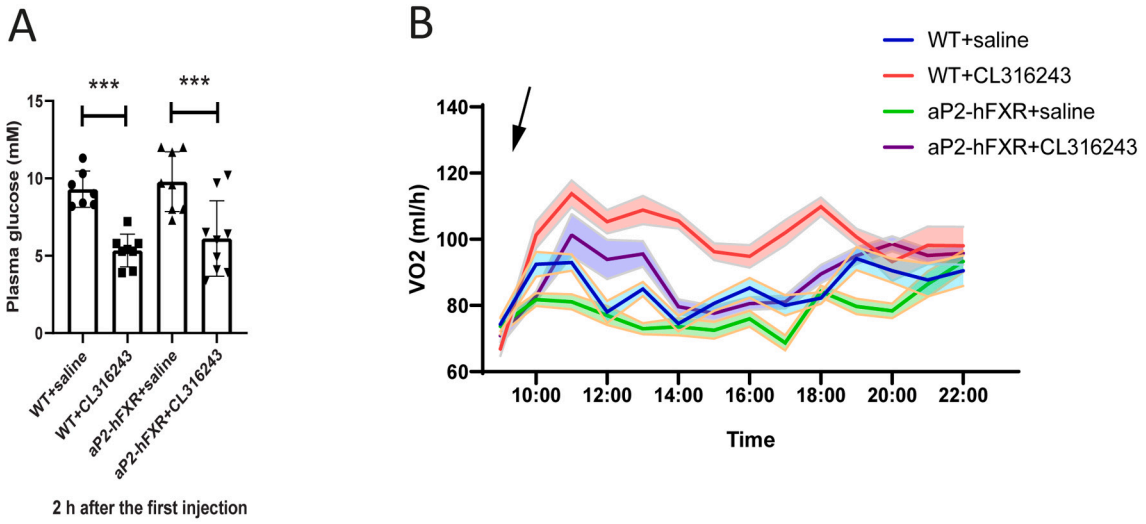 A
***
***
15
10
5
0
Plasma glucose (mM)
WT+saline
WT+CL316243
aP2-hFXR+saline
aP2-hFXR+CL316243
2 h after the first injection
B
WT+saline
WT+CL316243
aP2-hFXR+saline
aP2-hFXR+CL316243
140
120
100
80
60
VO2 (ml/h)
10:00 12:00 14:00 16:00 18:00 20:00 22:00
Time